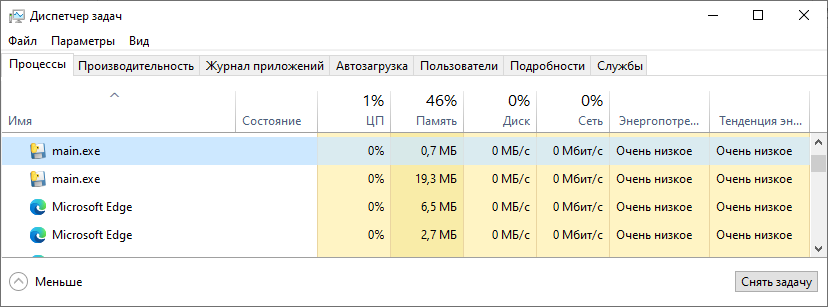 Диспетчер задач
Файл Параметры Вид
Процессы Производительность Журнал приложений Автозагрузка Пользователи Подробности Службы
1% 46% 0% 0%
Имя Состояние ЦП Память Диск Сеть Энергопотре... Тенденция эн...
main.exe 0% 0,7 МБ 0 МБ/с 0 Мбит/с Очень низкое Очень низкое
main.exe 0% 19,3 МБ 0 МБ/с 0 Мбит/с Очень низкое Очень низкое
Microsoft Edge 0% 6,5 МБ 0 МБ/с 0 Мбит/с Очень низкое Очень низкое
Microsoft Edge 0% 2,7 МБ 0 МБ/с 0 Мбит/с Очень низкое Очень низкое
Меньше Снять задачу